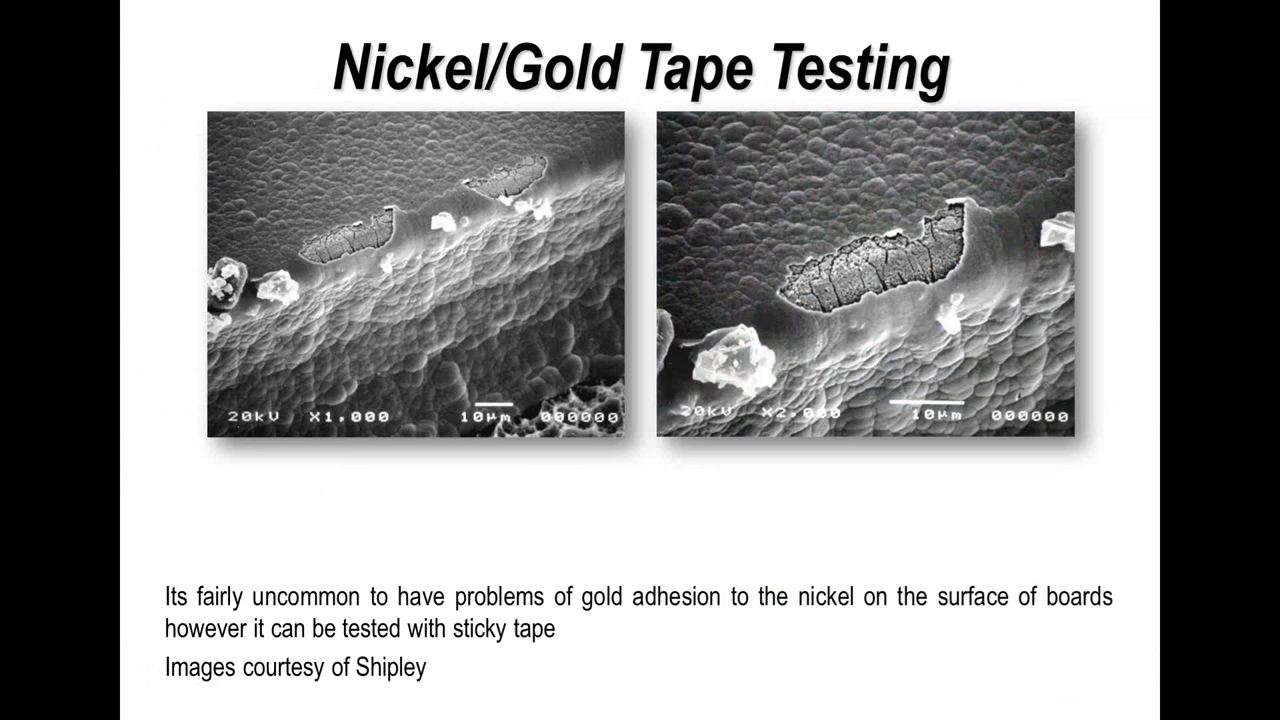 Nickel/Gold Tape Testing
20kV X1,000 10µm 000000
20kV X2,000 10µm 000000
Its fairly uncommon to have problems of gold adhesion to the nickel on the surface of boards
however it can be tested with sticky tape
Images courtesy of Shipley